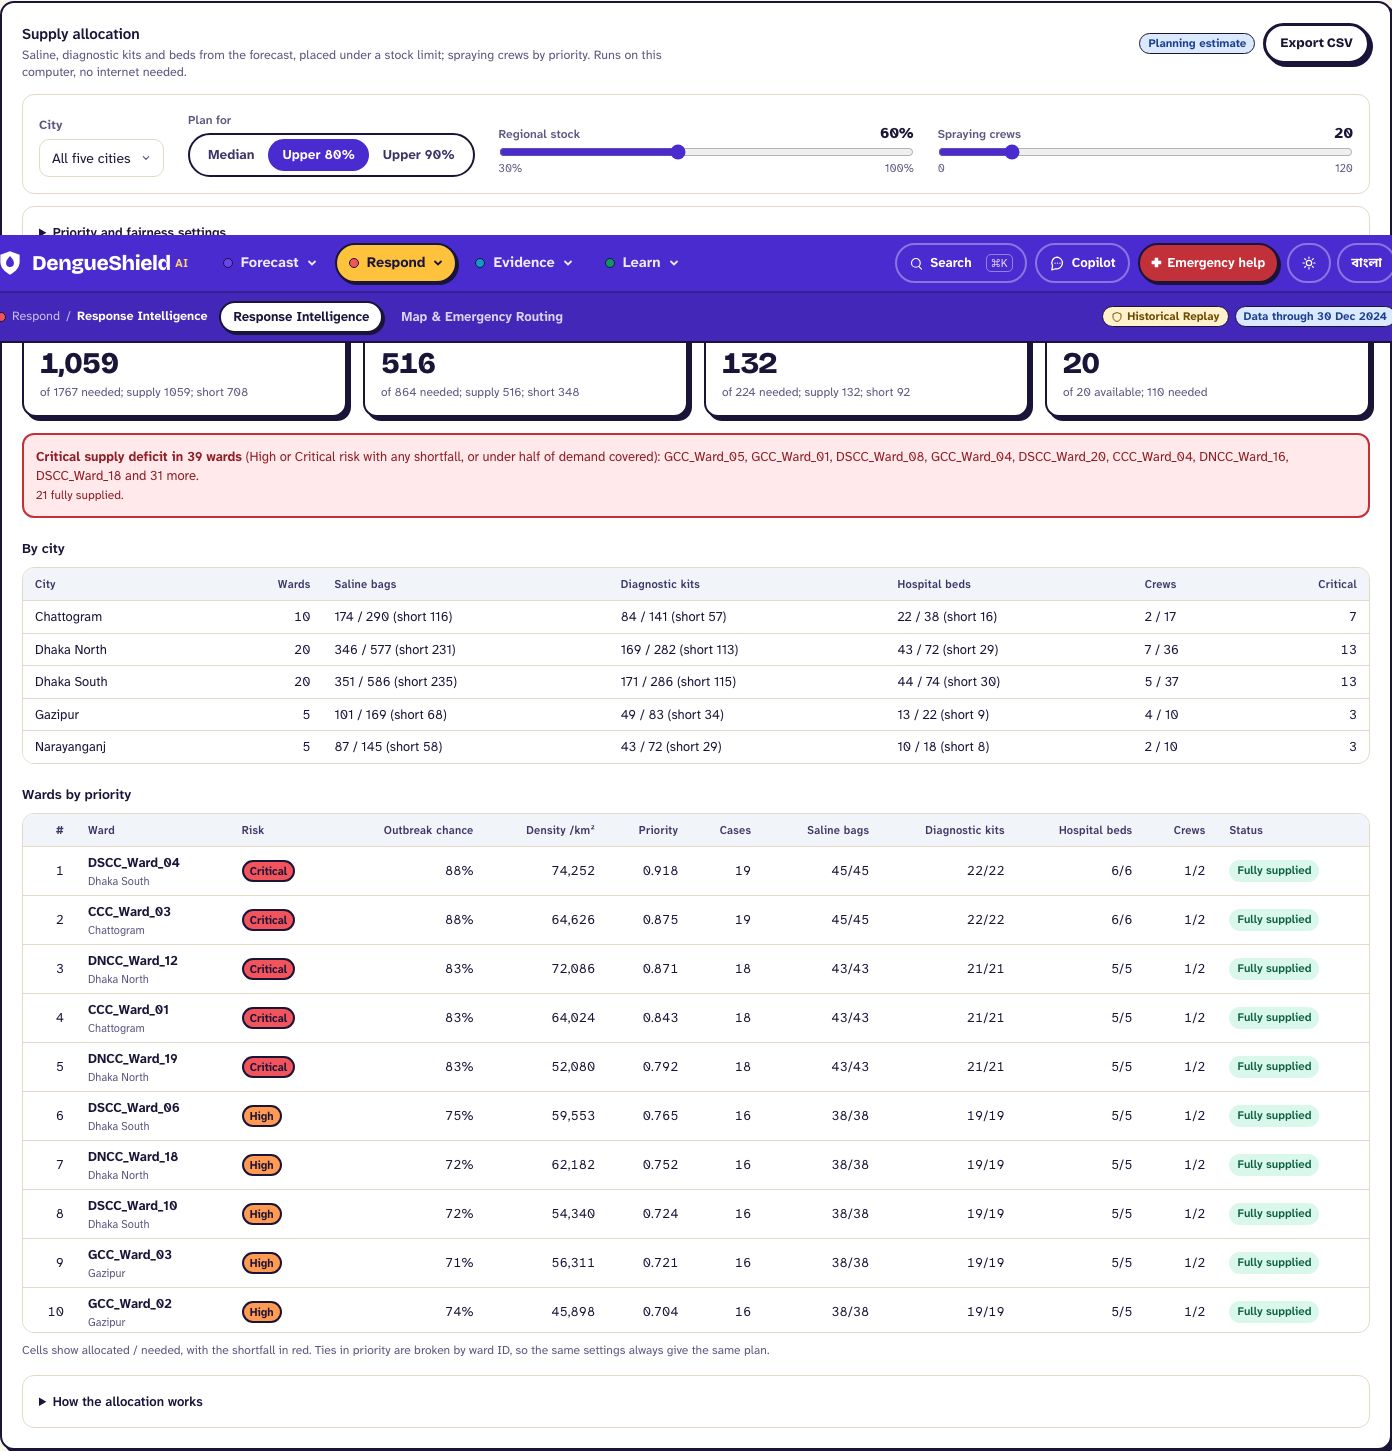 Supply allocation
Saline, diagnostic kits and beds from the forecast, placed under a stock limit; spraying crews by priority. Runs on this
computer, no internet needed.
Planning estimate
Export CSV
City
All five cities
Plan for
Median Upper 80% Upper 90%
Regional stock 60%
30% 100%
Spraying crews 20
0 120
Priority and fairness settings
DengueShield AI
Forecast
Respond
Evidence
Learn
Search ⌘K
Copilot
Emergency help
বাংলা
Respond / Response Intelligence
Response Intelligence
Map & Emergency Routing
Historical Replay
Data through 30 Dec 2024
1,059
of 1767 needed; supply 1059; short 708
516
of 864 needed; supply 516; short 348
132
of 224 needed; supply 132; short 92
20
of 20 available; 110 needed
Critical supply deficit in 39 wards (High or Critical risk with any shortfall, or under half of demand covered): GCC_Ward_05, GCC_Ward_01, DSCC_Ward_08, GCC_Ward_04, DSCC_Ward_20, CCC_Ward_04, DNCC_Ward_16,
DSCC_Ward_18 and 31 more.
21 fully supplied.
By city
City Wards Saline bags Diagnostic kits Hospital beds Crews Critical
Chattogram 10 174 / 290 (short 116) 84 / 141 (short 57) 22 / 38 (short 16) 2 / 17 7
Dhaka North 20 346 / 577 (short 231) 169 / 282 (short 113) 43 / 72 (short 29) 7 / 36 13
Dhaka South 20 351 / 586 (short 235) 171 / 286 (short 115) 44 / 74 (short 30) 5 / 37 13
Gazipur 5 101 / 169 (short 68) 49 / 83 (short 34) 13 / 22 (short 9) 4 / 10 3
Narayanganj 5 87 / 145 (short 58) 43 / 72 (short 29) 10 / 18 (short 8) 2 / 10 3
Wards by priority
# Ward Risk Outbreak chance Density /km² Priority Cases Saline bags Diagnostic kits Hospital beds Crews Status
1 DSCC_Ward_04 Critical 88% 74,252 0.918 19 45/45 22/22 6/6 1/2 Fully supplied
Dhaka South
2 CCC_Ward_03 Critical 88% 64,626 0.875 19 45/45 22/22 6/6 1/2 Fully supplied
Chattogram
3 DNCC_Ward_12 Critical 83% 72,086 0.871 18 43/43 21/21 5/5 1/2 Fully supplied
Dhaka North
4 CCC_Ward_01 Critical 83% 64,024 0.843 18 43/43 21/21 5/5 1/2 Fully supplied
Chattogram
5 DNCC_Ward_19 Critical 83% 52,080 0.792 18 43/43 21/21 5/5 1/2 Fully supplied
Dhaka North
6 DSCC_Ward_06 High 75% 59,553 0.765 16 38/38 19/19 5/5 1/2 Fully supplied
Dhaka South
7 DNCC_Ward_18 High 72% 62,182 0.752 16 38/38 19/19 5/5 1/2 Fully supplied
Dhaka North
8 DSCC_Ward_10 High 72% 54,340 0.724 16 38/38 19/19 5/5 1/2 Fully supplied
Dhaka South
9 GCC_Ward_03 High 71% 56,311 0.721 16 38/38 19/19 5/5 1/2 Fully supplied
Gazipur
10 GCC_Ward_02 High 74% 45,898 0.704 16 38/38 19/19 5/5 1/2 Fully supplied
Gazipur
Cells show allocated / needed, with the shortfall in red. Ties in priority are broken by ward ID, so the same settings always give the same plan.
How the allocation works